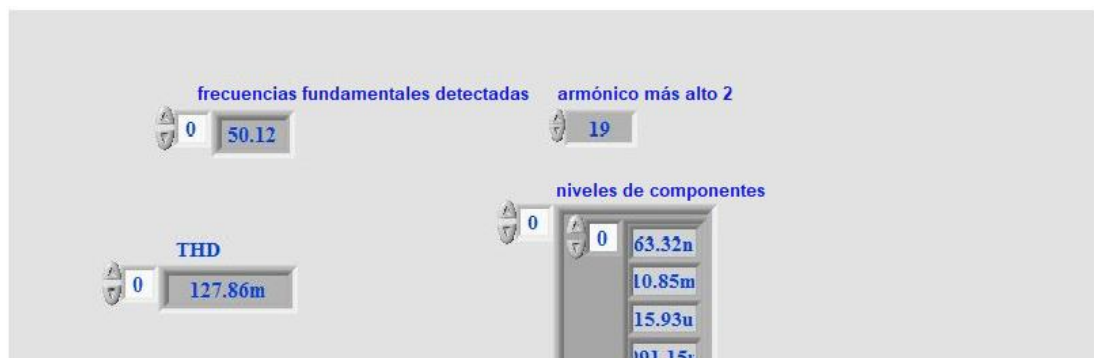 frecuencias fundamentales detectadas
armónico más alto 2
0
50.12
19
niveles de componentes
0
0
63.32n
10.85m
15.93u
THD
0
127.86m